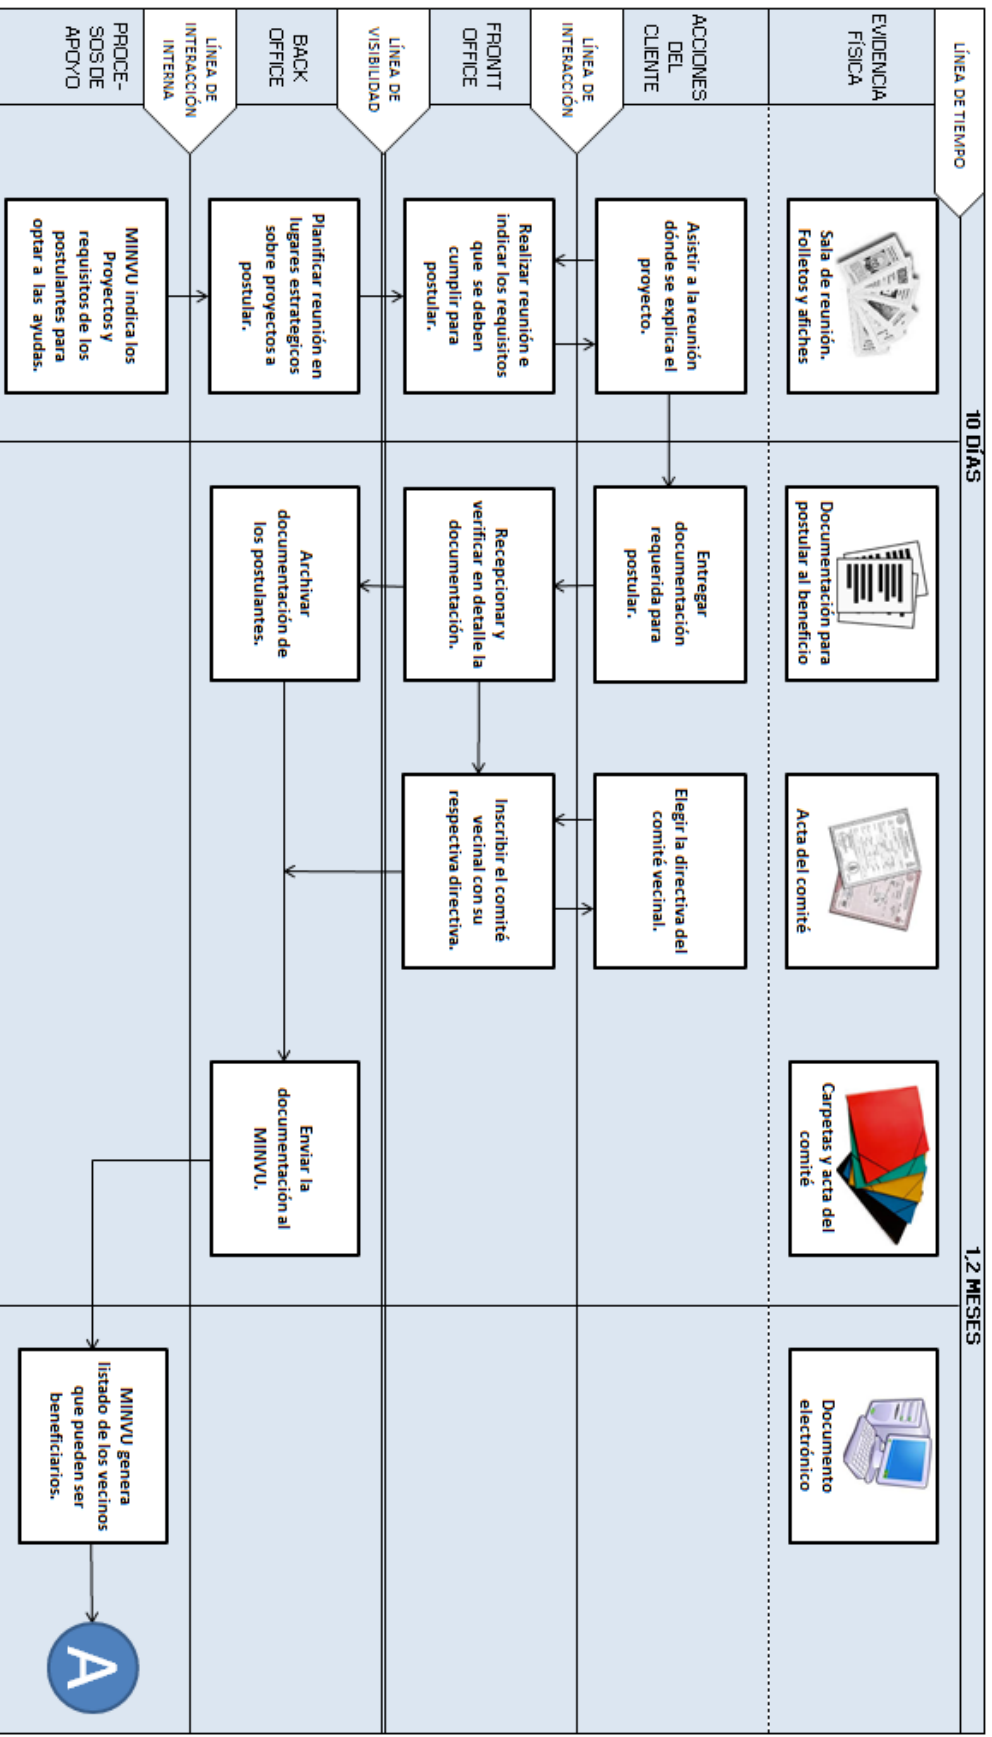 LÍNEA DE TIEMPO
10 DÍAS
1,2 MESES
EVIDENCIA
FÍSICA
Sala de reunión.
Folletos y afiches
Documentación para
postular al beneficio
Acta del comité
Carpetas y acta del
comité
Documento
electrónico
ACCIONES
DEL
CLIENTE
Asistir a la reunión
dónde se explica el
proyecto.
Entregar
documentación
requerida para
postular.
Elegir la directiva del
comité vecinal.
LÍNEA DE
INTERACCIÓN
FRONTT
OFFICE
Realizar reunión e
indicar los requisitos
que se deben
cumplir para
postular.
Recepcionar y
verificar en detalle la
documentación.
Inscribir el comité
vecinal con su
respectiva directiva.
LÍNEA DE
VISIBILIDAD
BACK
OFFICE
Planificar reunión en
lugares estrategicos
sobre proyectos a
postular.
Archivar
documentación de
los postulantes.
Enviar la
documentación al
MINVU.
LÍNEA DE
INTERACCIÓN
INTERNA
PROCE-
SOS DE
APOYO
MINVU indica los
Proyectos y
requisitos de los
postulantes para
optar a las ayudas.
MINVU genera
listado de los vecinos
que pueden ser
beneficiarios.
A